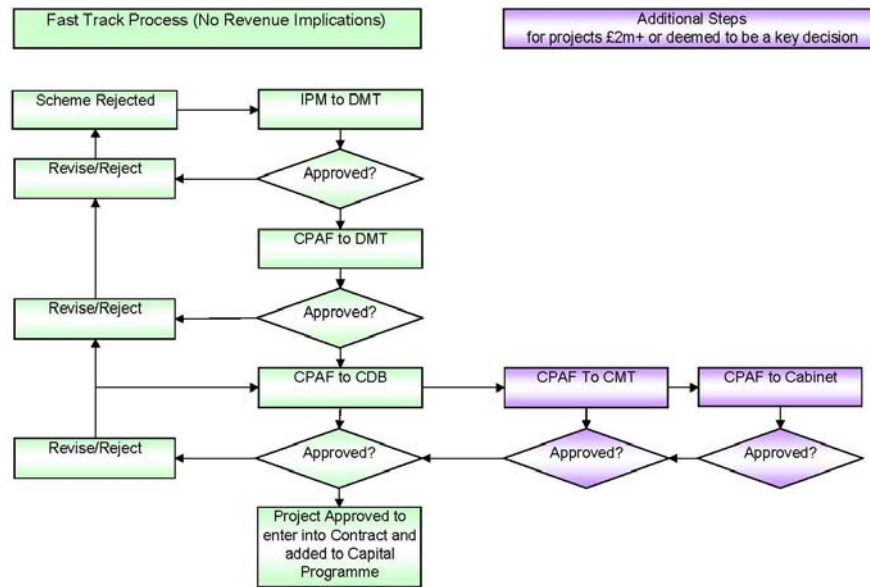 Fast Track Process (No Revenue Implications)
Additional Steps
for projects £2m+ or deemed to be a key decision
Scheme Rejected
IPM to DMT
Revise/Reject
Approved?
CPAF to DMT
Revise/Reject
Approved?
CPAF to CDB
CPAF To CMT
CPAF to Cabinet
Revise/Reject
Approved?
Approved?
Approved?
Project Approved to
enter into Contract and
added to Capital
Programme